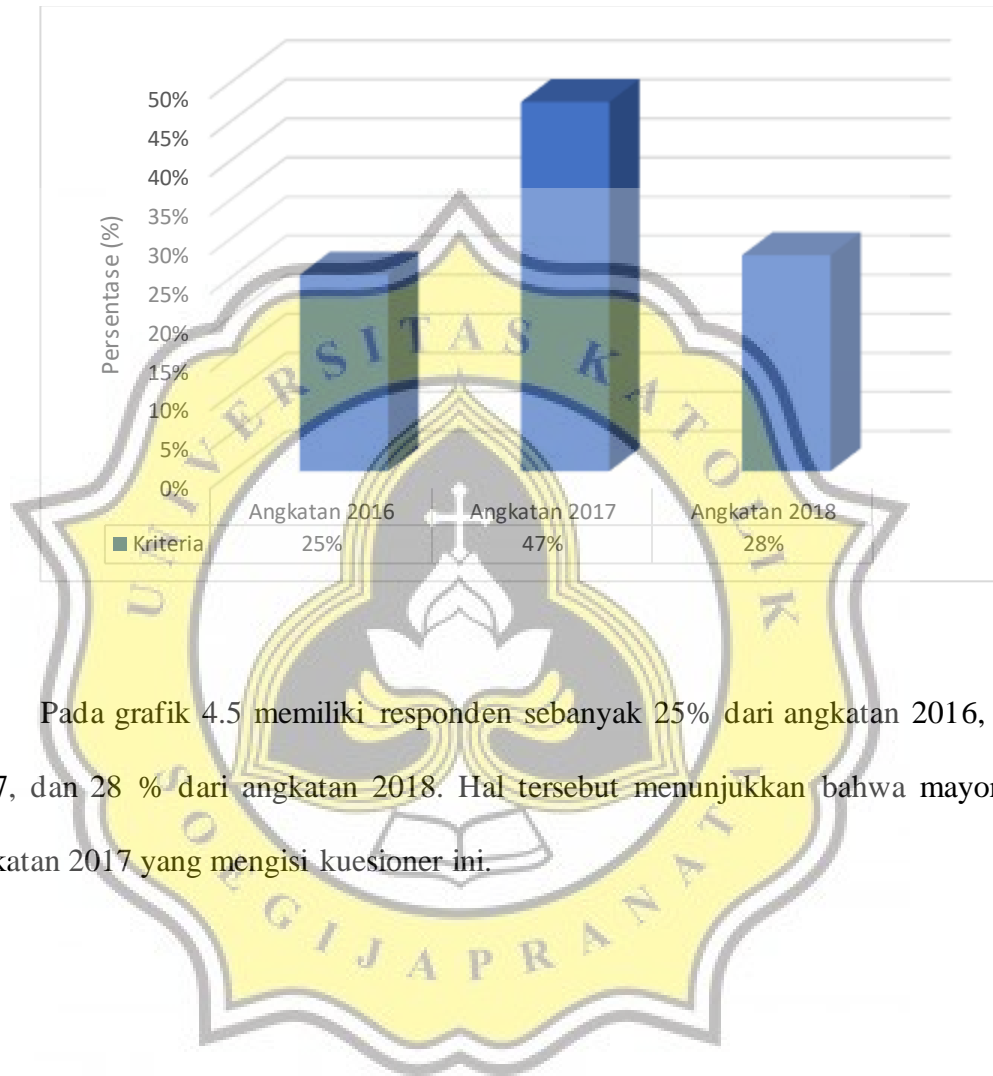 50%
45%
40%
35%
30%
25%
20%
15%
10%
5%
0%
Persentase (%)
Angkatan 2016 Angkatan 2017 Angkatan 2018
Kriteria 25% 47% 28%
UNIVERSITAS KATOLIK
SOEGIJAPRANATA
Pada grafik 4.5 memiliki responden sebanyak 25% dari angkatan 2016,
7, dan 28 % dari angkatan 2018. Hal tersebut menunjukkan bahwa mayor
katan 2017 yang mengisi kuesioner ini.